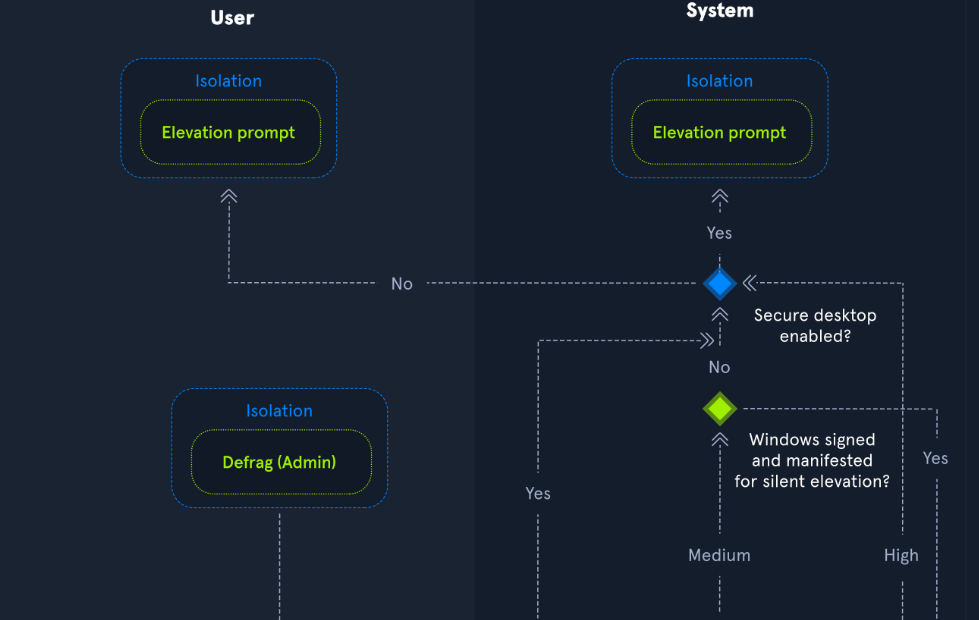 User
System
Isolation
Elevation prompt
Isolation
Elevation prompt
Yes
No
Secure desktop
enabled?
No
Isolation
Defrag (Admin)
Windows signed
and manifested
for silent elevation?
Yes
Yes
Medium
High